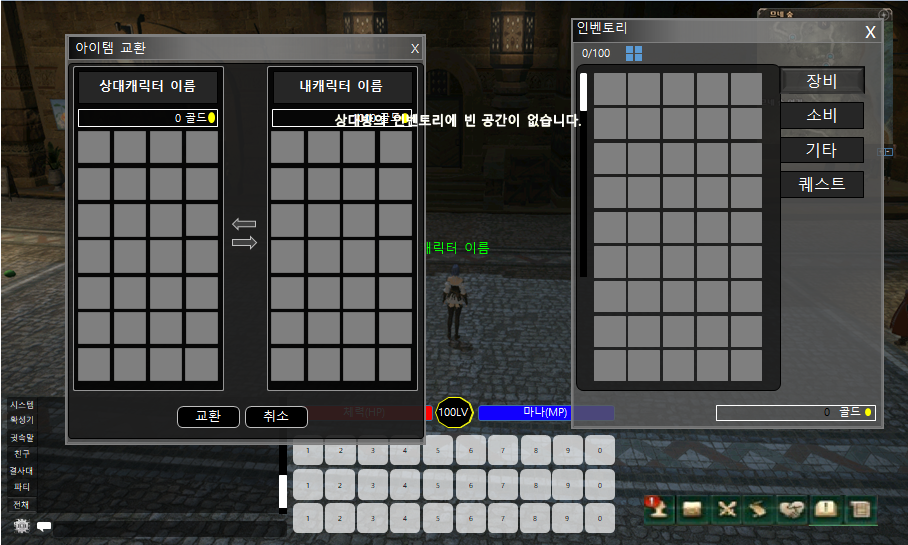 아이템 교환
X
상대캐릭터 이름
내캐릭터 이름
0 골드
상대방의 인벤토리에 빈 공간이 없습니다.
캐릭터 이름
교환
취소
인벤토리
X
0/100
장비
소비
기타
퀘스트
0 골드
체력(HP)
100LV
마나(MP)
시스템
확성기
귓속말
친구
결사대
파티
전체
1 2 3 4 5 6 7 8 9 0
1 2 3 4 5 6 7 8 9 0
1 2 3 4 5 6 7 8 9 0
1